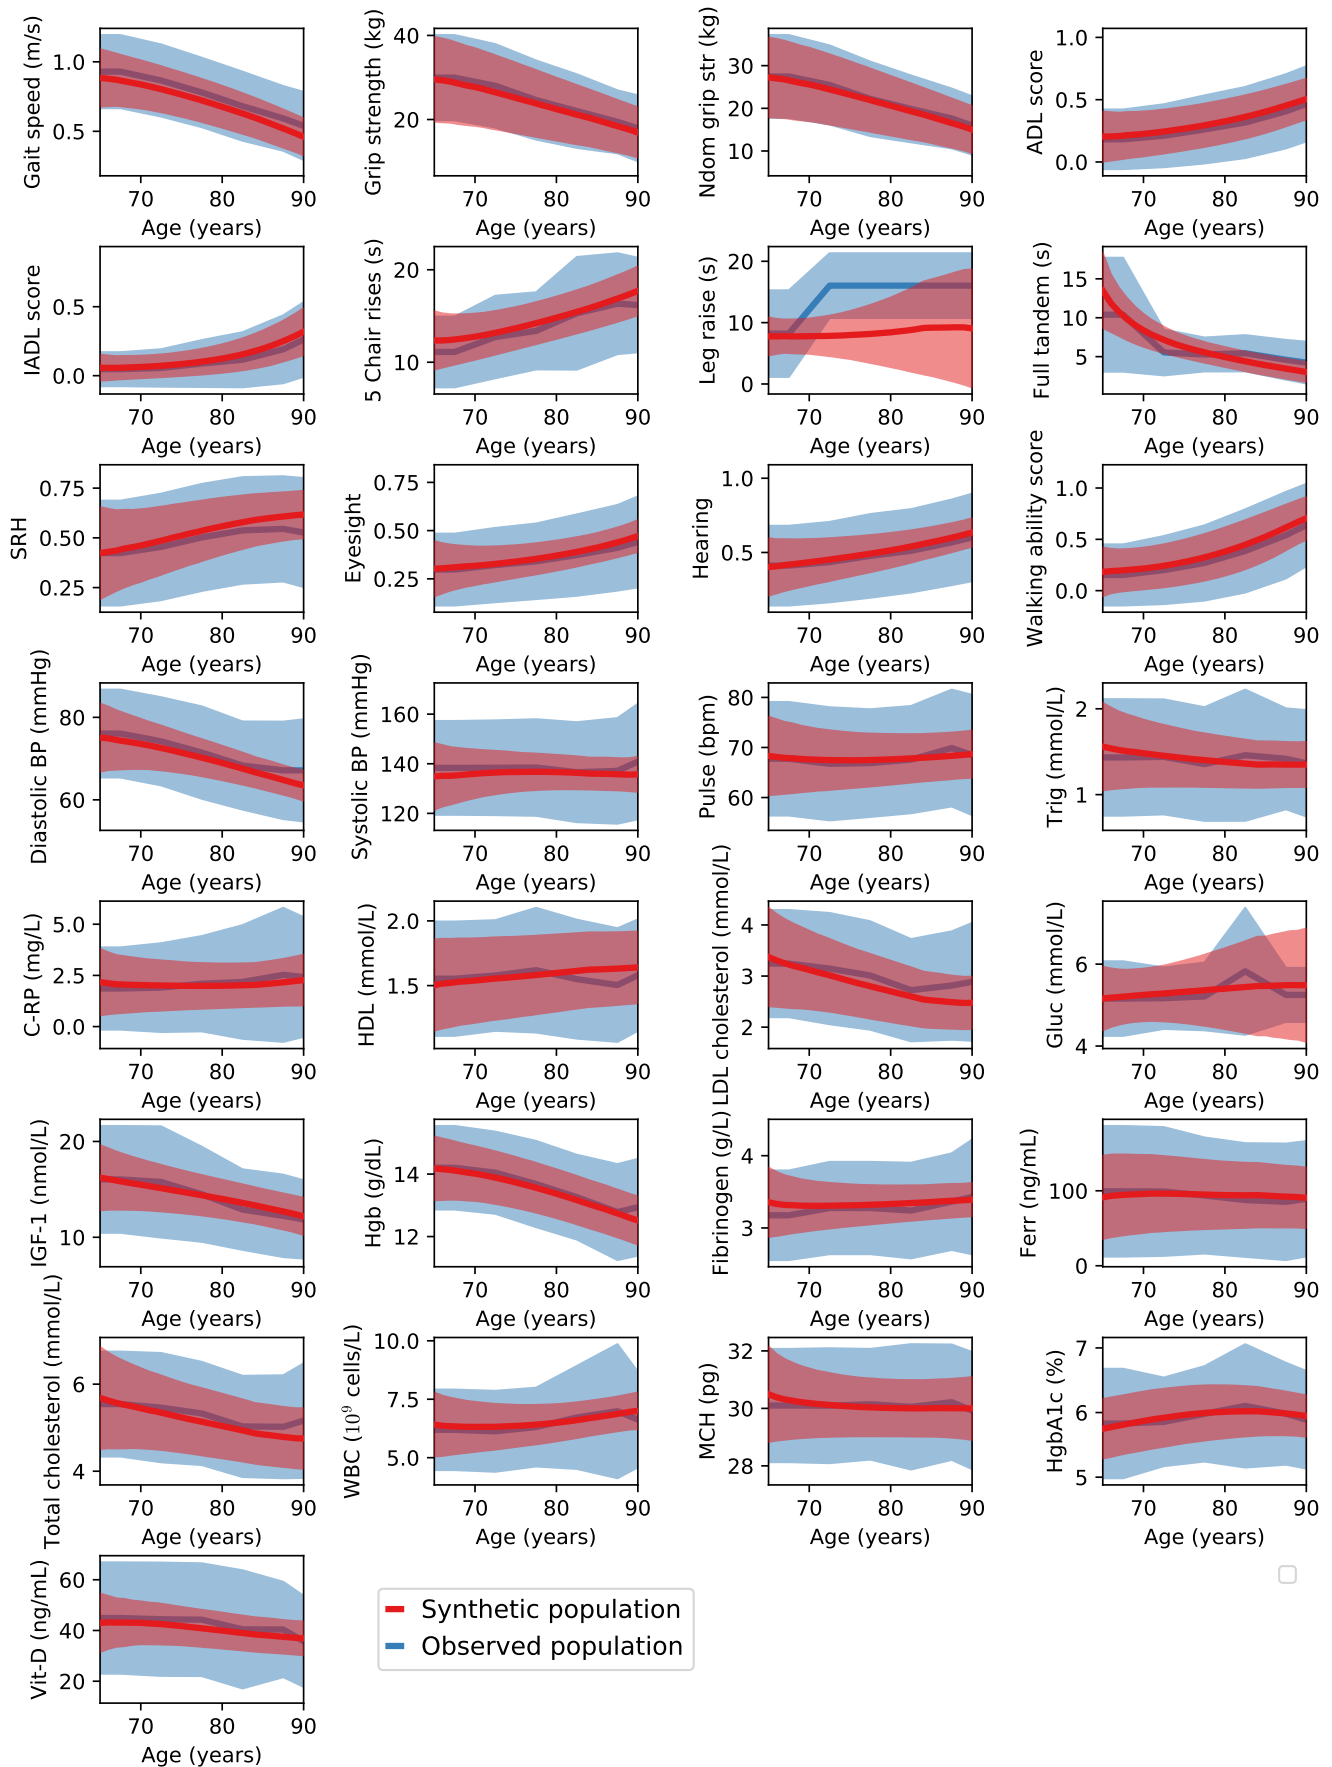 Gait speed (m/s)
1.0
0.5
70 80 90
Age (years)
Grip strength (kg)
40
20
70 80 90
Age (years)
Ndom grip str (kg)
30
20
10
70 80 90
Age (years)
ADL score
1.0
0.5
0.0
70 80 90
Age (years)
IADL score
0.5
0.0
70 80 90
Age (years)
5 Chair rises (s)
20
10
70 80 90
Age (years)
Leg raise (s)
20
10
0
70 80 90
Age (years)
Full tandem (s)
15
10
5
70 80 90
Age (years)
SRH
0.75
0.50
0.25
70 80 90
Age (years)
Eyesight
0.75
0.50
0.25
70 80 90
Age (years)
Hearing
1.0
0.5
70 80 90
Age (years)
Walking ability score
1.0
0.5
0.0
70 80 90
Age (years)
Diastolic BP (mmHg)
80
60
70 80 90
Age (years)
Systolic BP (mmHg)
160
140
120
70 80 90
Age (years)
Pulse (bpm)
80
70
60
70 80 90
Age (years)
Trig (mmol/L)
2
1
70 80 90
Age (years)
C-RP (mg/L)
5.0
2.5
0.0
70 80 90
Age (years)
HDL (mmol/L)
2.0
1.5
70 80 90
Age (years)
LDL cholesterol (mmol/L)
4
3
2
70 80 90
Age (years)
Gluc (mmol/L)
6
4
70 80 90
Age (years)
IGF-1 (nmol/L)
20
10
70 80 90
Age (years)
Hgb (g/dL)
14
12
70 80 90
Age (years)
Fibrinogen (g/L)
4
3
70 80 90
Age (years)
Ferr (ng/mL)
100
0
70 80 90
Age (years)
Total cholesterol (mmol/L)
6
4
70 80 90
Age (years)
WBC (10⁹ cells/L)
10.0
7.5
5.0
70 80 90
Age (years)
MCH (pg)
32
30
28
70 80 90
Age (years)
HgbA1c (%)
7
6
5
70 80 90
Age (years)
Vit-D (ng/mL)
60
40
20
70 80 90
Age (years)
Synthetic population
Observed population